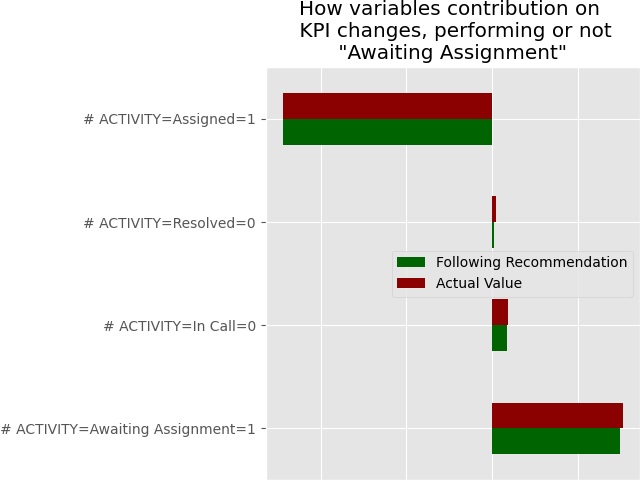 How variables contribution on
KPI changes, performing or not
"Awaiting Assignment"
# ACTIVITY=Assigned=1
# ACTIVITY=Resolved=0
Following Recommendation
Actual Value
# ACTIVITY=In Call=0
# ACTIVITY=Awaiting Assignment=1